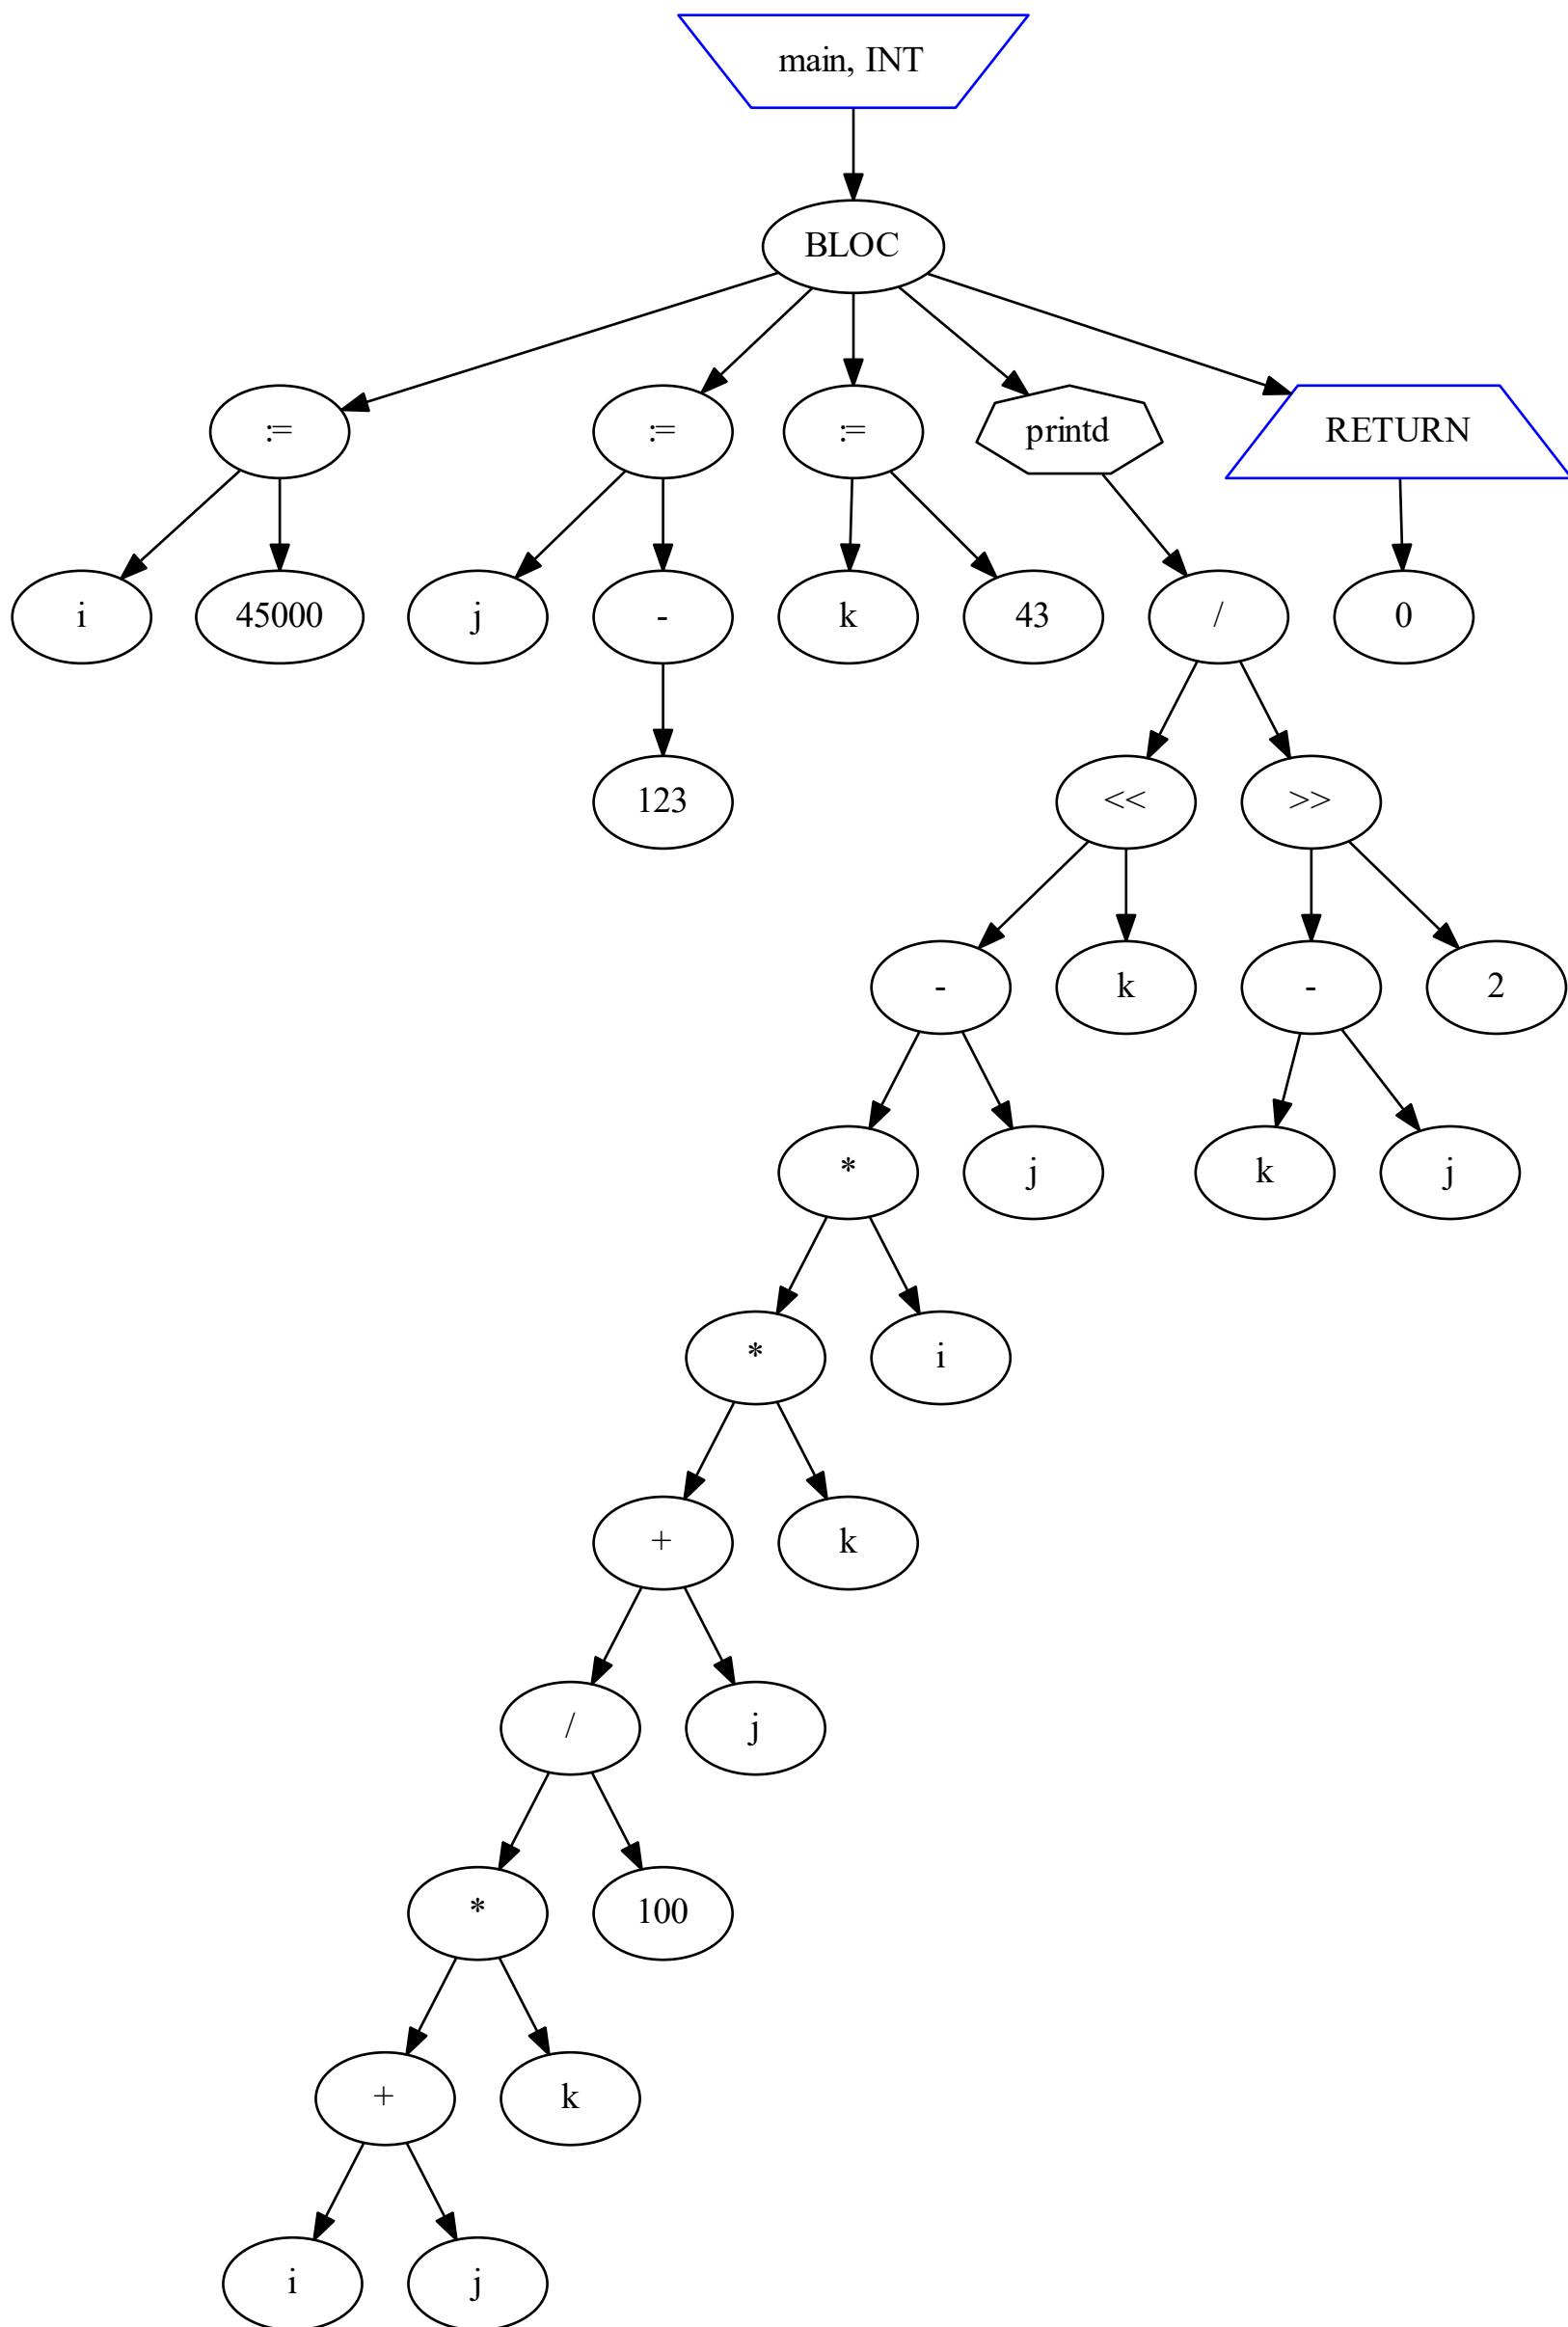 main, INT
BLOC
:= := := printd RETURN
i 45000 j - k 43 / 0
123 << >>
- k - 2
* j k j
* i
+ k
/ j
* 100
+ k
i j